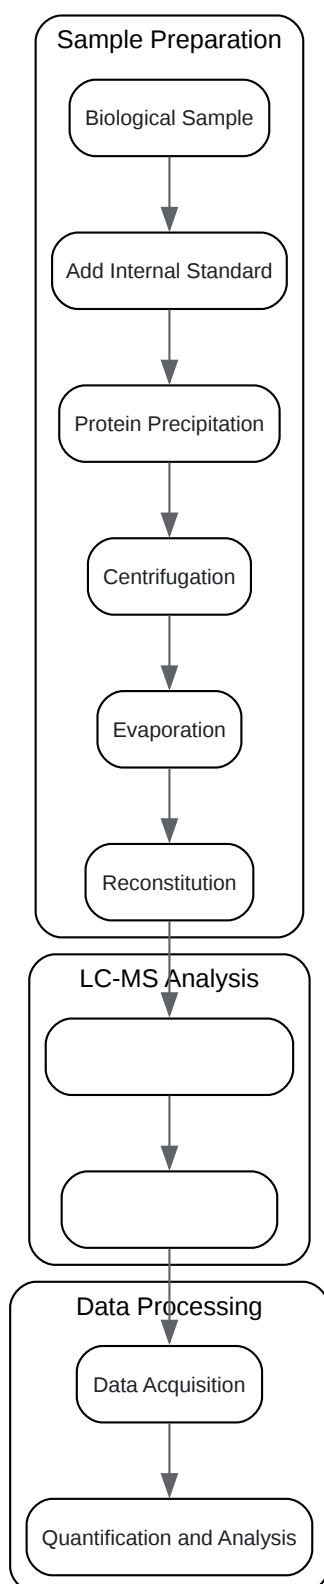 Sample Preparation
Biological Sample
Add Internal Standard
Protein Precipitation
Centrifugation
Evaporation
Reconstitution
LC-MS Analysis
Data Processing
Data Acquisition
Quantification and Analysis